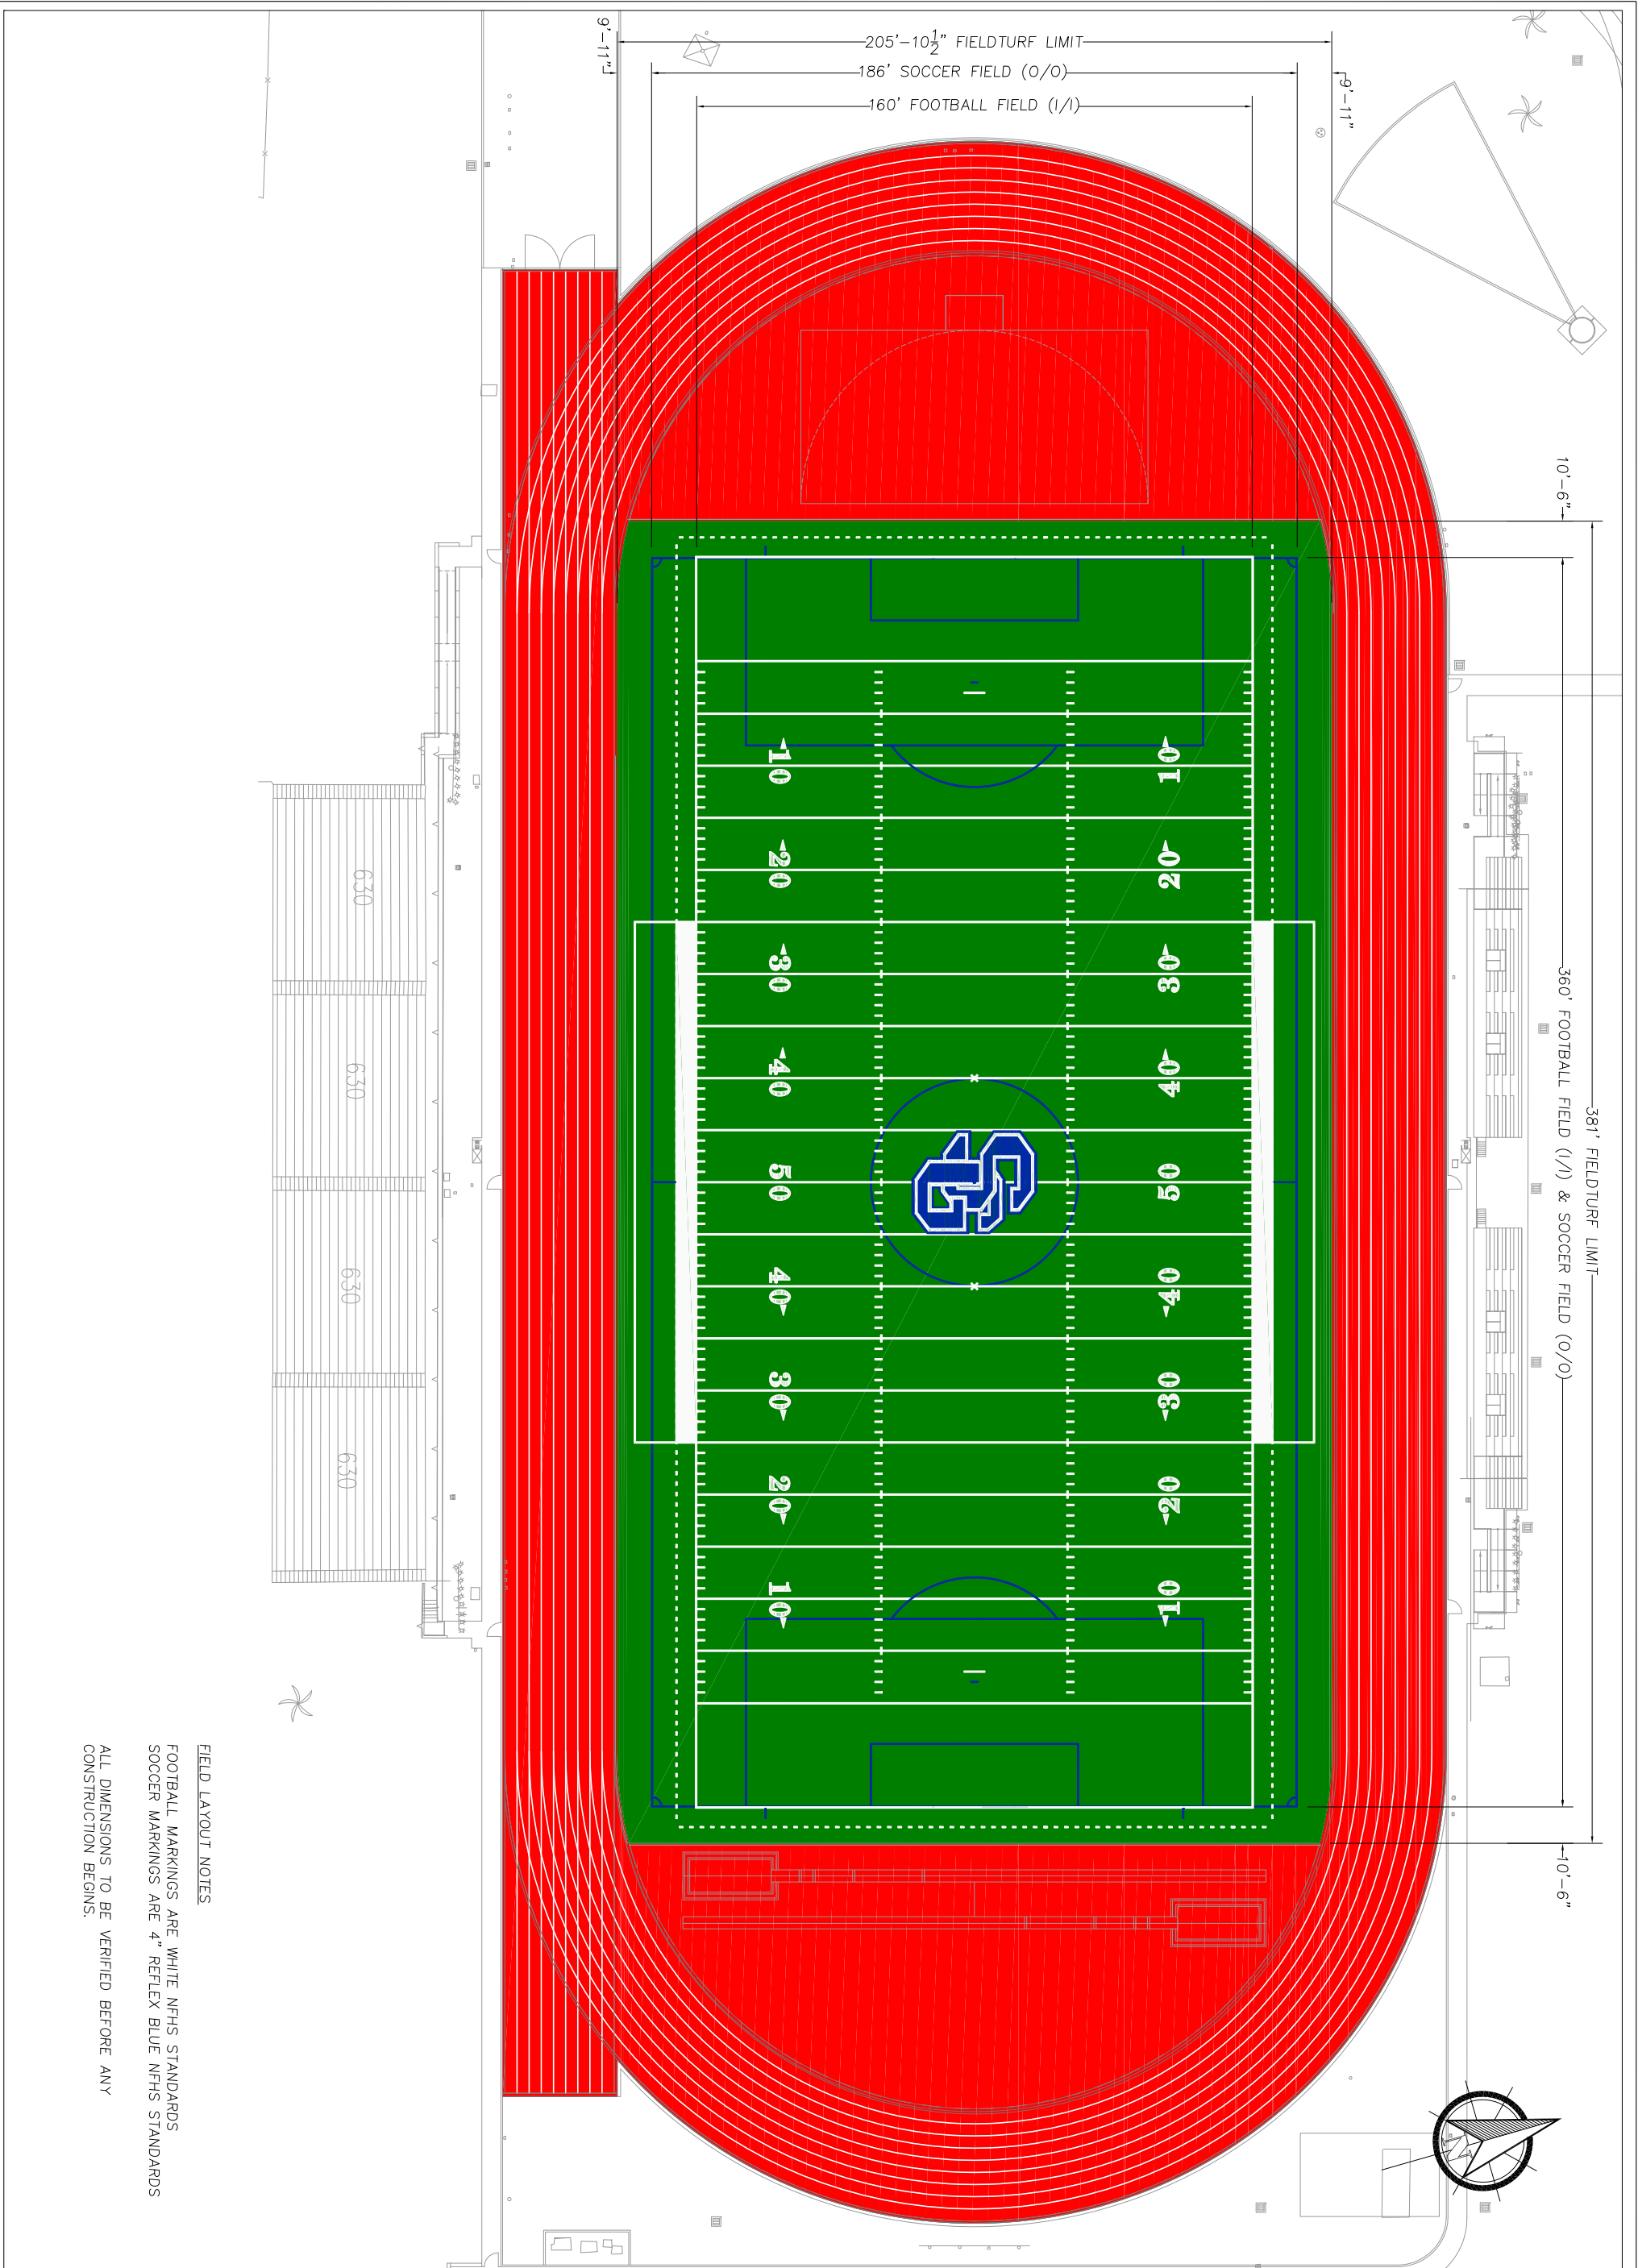 205'-10½" FIELDTURF LIMIT
186' SOCCER FIELD (O/O)
160' FOOTBALL FIELD (I/I)
9'-11"
9'-11"
10'-6"
381' FIELDTURF LIMIT
360' FOOTBALL FIELD (I/I) & SOCCER FIELD (O/O)
10'-6"
10 20 30 40 50 40 30 20 10
10 20 30 40 50 40 30 20 10
630
630
630
630
FIELD LAYOUT NOTES
FOOTBALL MARKINGS ARE WHITE NFHS STANDARDS
SOCCER MARKINGS ARE 4" REFLEX BLUE NFHS STANDARDS
ALL DIMENSIONS TO BE VERIFIED BEFORE ANY
CONSTRUCTION BEGINS.